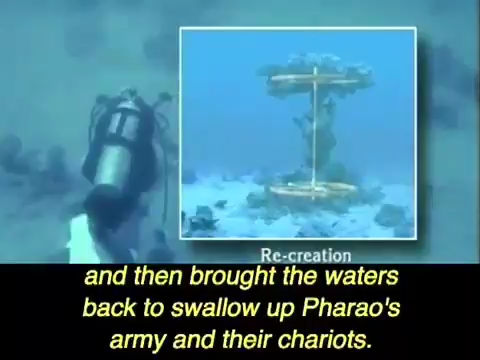 Re-creation
and then brought the waters
back to swallow up Pharao's
army and their chariots.